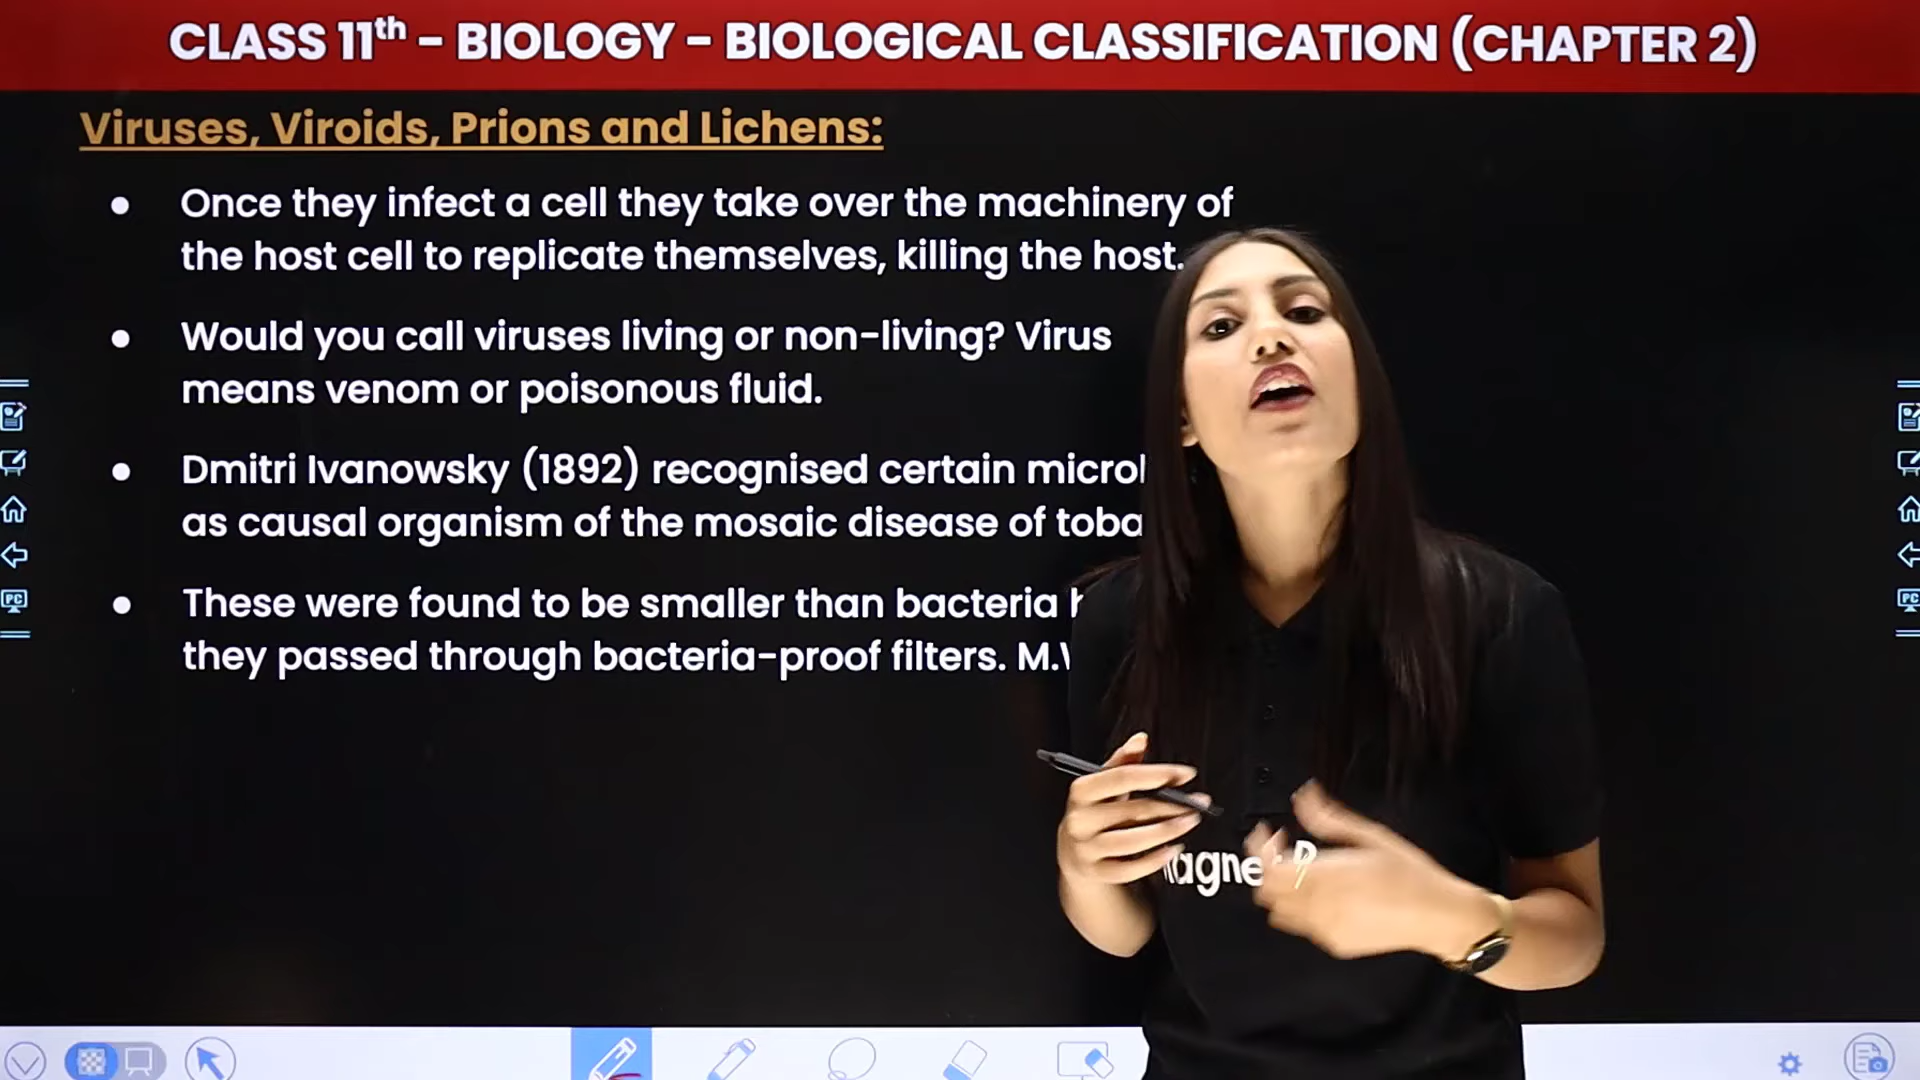 CLASS 11th - BIOLOGY - BIOLOGICAL CLASSIFICATION (CHAPTER 2)
Viruses, Viroids, Prions and Lichens:
● Once they infect a cell they take over the machinery of
the host cell to replicate themselves, killing the host.
● Would you call viruses living or non-living? Virus
means venom or poisonous fluid.
● Dmitri Ivanowsky (1892) recognised certain
as causal organism of the mosaic disease of
● These were found to be smaller than bacteria
they passed through bacteria-proof filters.
PC
PC